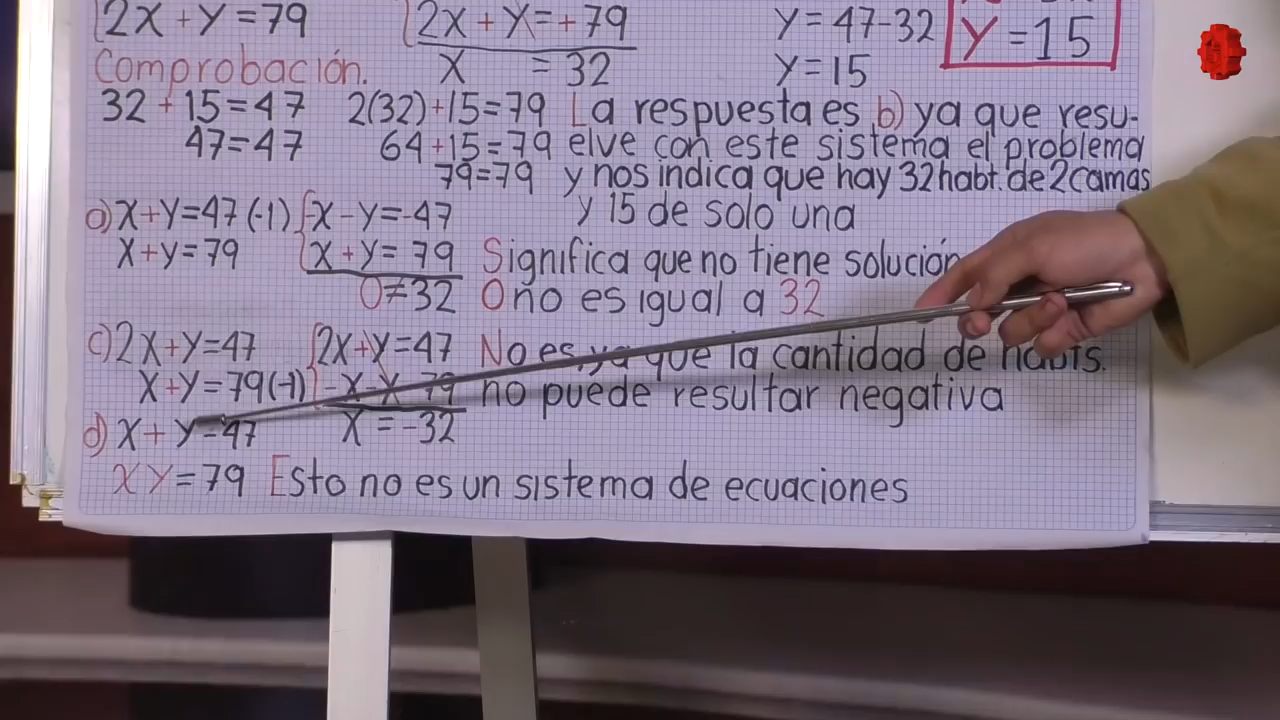 2X+Y=79 2X+Y=+79 Y=47-32 Y=15
Comprobación. X =32 Y=15
32+15=47 2(32)+15=79 La respuesta es b) ya que resu-
47=47 64+15=79 elve con este sistema el problema
79=79 y nos indica que hay 32 habt. de 2 camas
a) X+Y=47(-1) -X-Y=-47 y 15 de solo una
X+Y=79 X+Y=79 Significa que no tiene solución
0≠32 0 no es igual a 32
c) 2X+Y=47 2X+Y=47 No es, ya que la cantidad de habts.
X+Y=79(-1) -X-Y 79 no puede resultar negativa
d) X+Y=47 X=-32
XY=79 Esto no es un sistema de ecuaciones